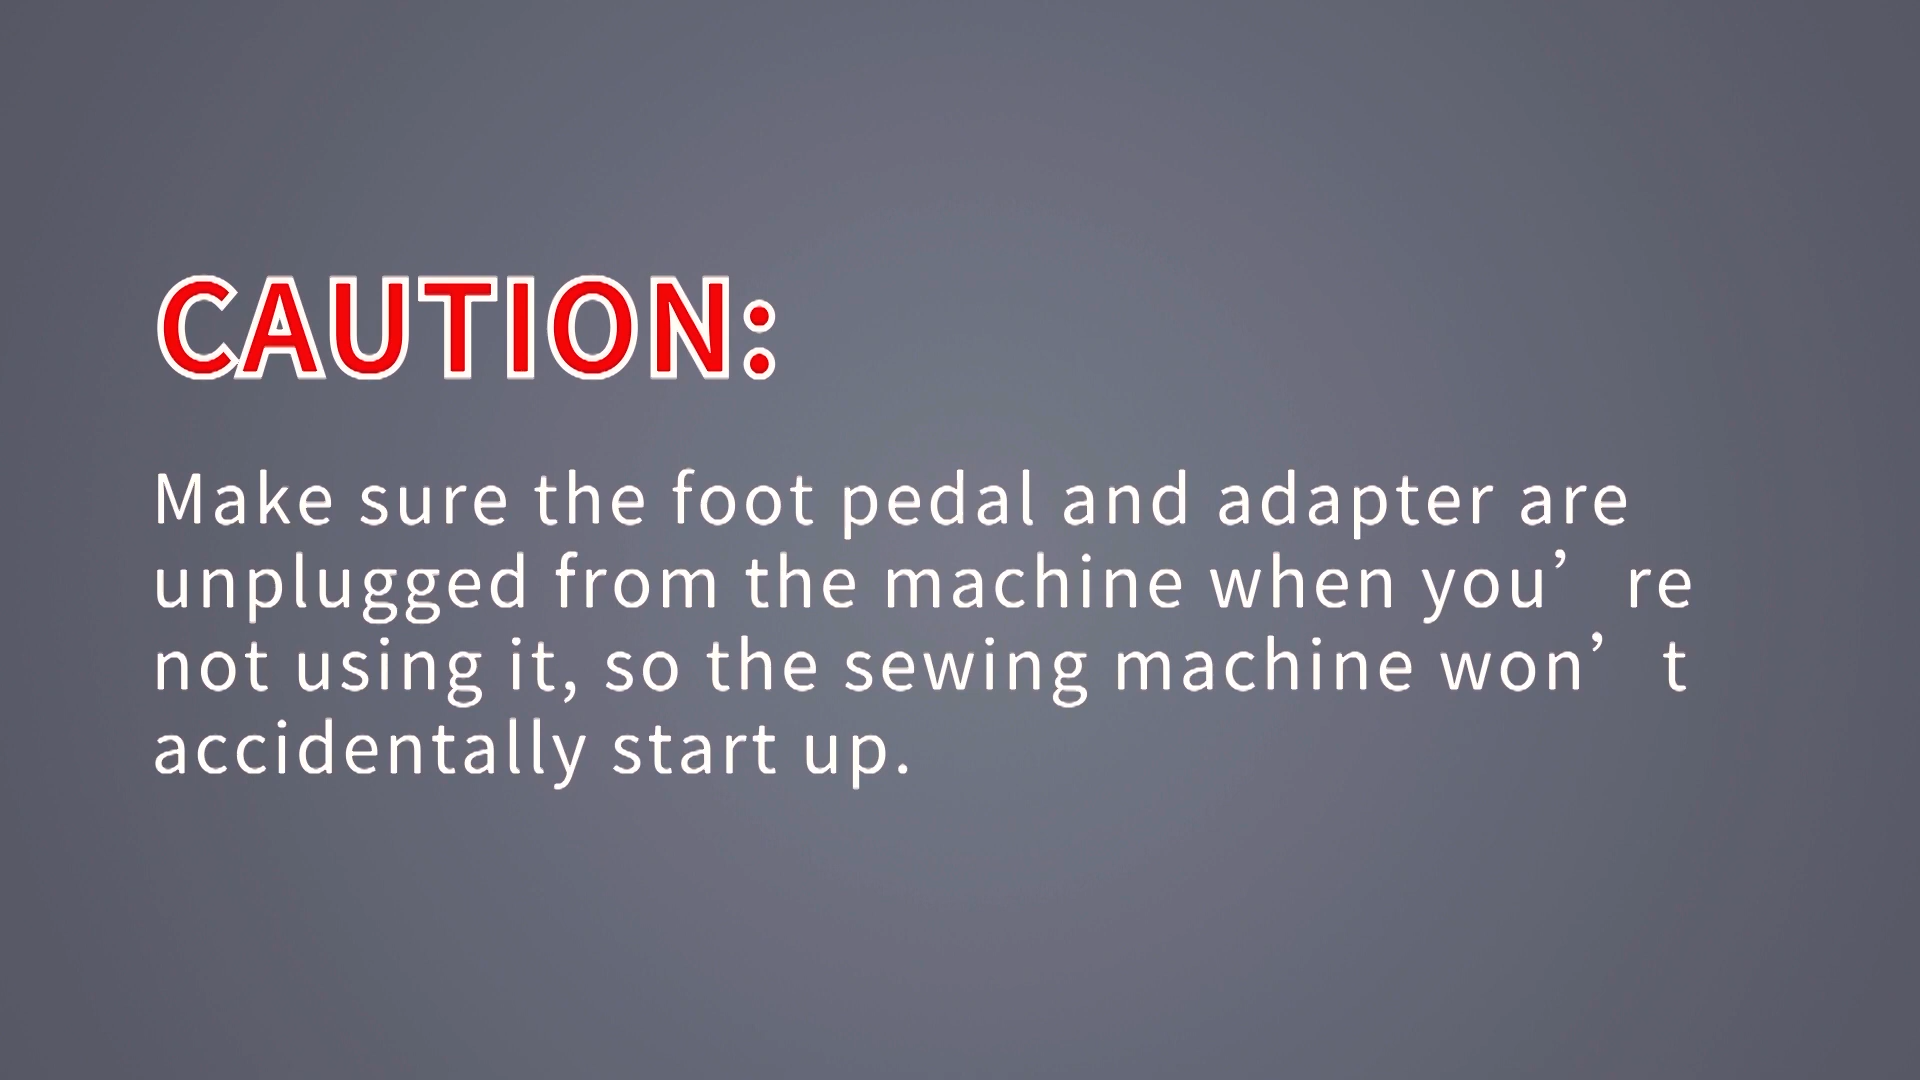 CAUTION:
Make sure the foot pedal and adapter are
unplugged from the machine when you’ re
not using it, so the sewing machine won’ t
accidentally start up.